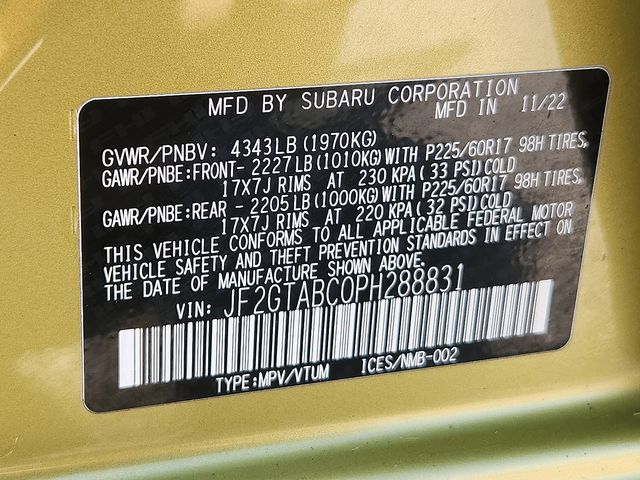 MFD BY SUBARU CORPORATION
MFD IN 11/22
GVWR/PNBV: 4343LB(1970KG)
GAWR/PNBE:FRONT- 2227LB(1010KG)WITH P225/60R17 98H TIRES,
17X7J RIMS AT 230 KPA(33 PSI)COLD
GAWR/PNBE:REAR - 2205LB(1000KG)WITH P225/60R17 98H TIRES,
17X7J RIMS AT 220 KPA(32 PSI)COLD
THIS VEHICLE CONFORMS TO ALL APPLICABLE FEDERAL MOTOR
VEHICLE SAFETY AND THEFT PREVENTION STANDARDS IN EFFECT ON
THE DATE OF MANUFACTURE SHOWN ABOVE.
VIN: JF2GTABC0PH288831
TYPE:MPV/VTUM ICES/NMB-002